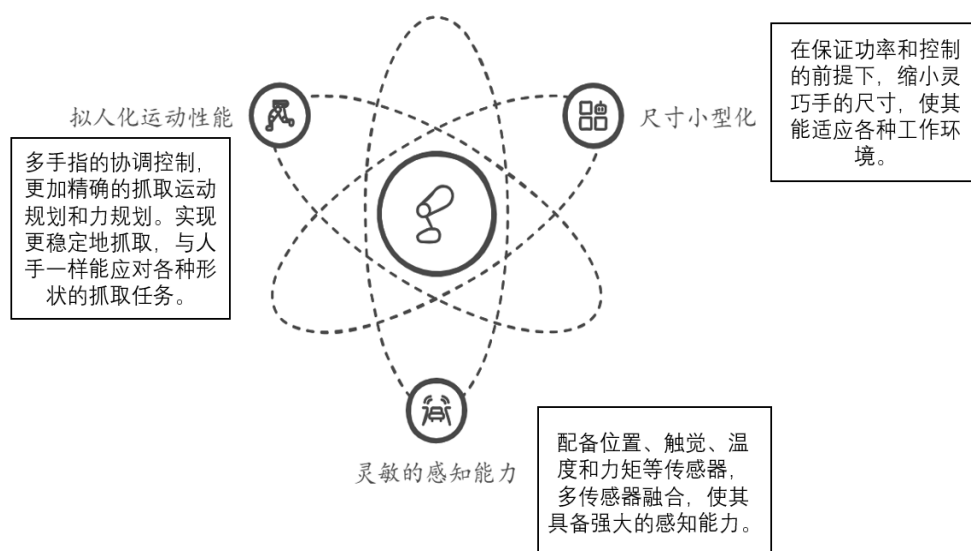 拟人化运动性能
多手指的协调控制，
更加精确的抓取运动
规划和力规划。实现
更稳定地抓取，与人
手一样能应对各种形
状的抓取任务。
尺寸小型化
在保证功率和控制
的前提下，缩小灵
巧手的尺寸，使其
能适应各种工作环
境。
灵敏的感知能力
配备位置、触觉、温
度和力矩等传感器，
多传感器融合，使其
具备强大的感知能力。